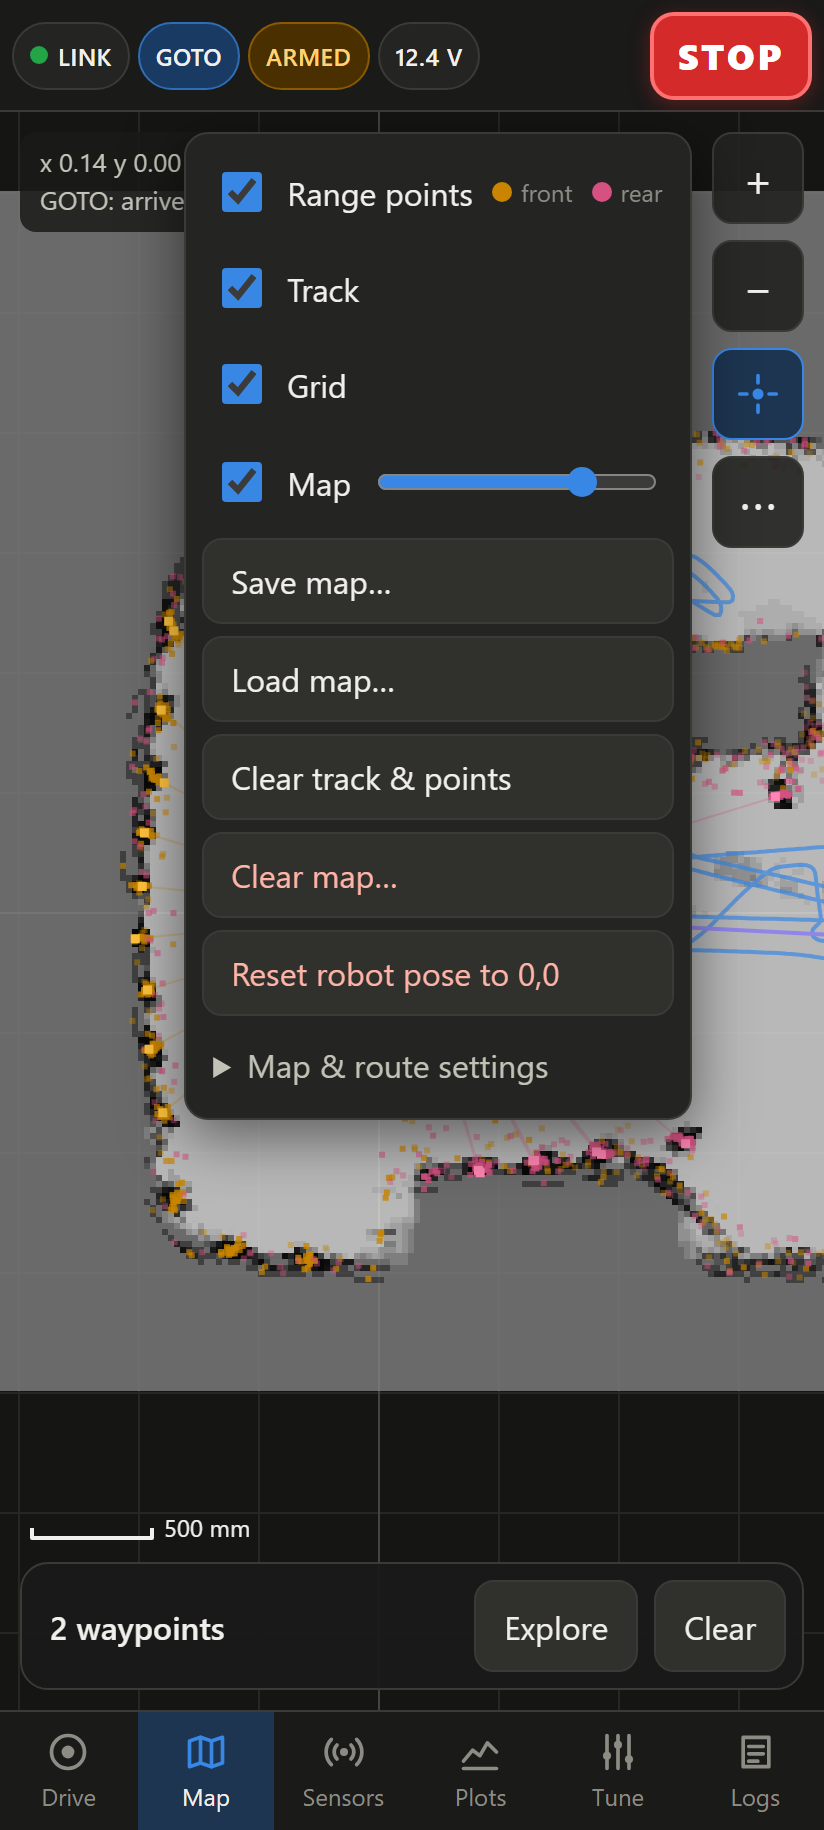 LINK
GOTO
ARMED
12.4 V
STOP
x 0.14 y 0.00
GOTO: arrive
Range points
front
rear
Track
Grid
Map
Save map...
Load map...
Clear track & points
Clear map...
Reset robot pose to 0,0
Map & route settings
500 mm
2 waypoints
Explore
Clear
Drive
Map
Sensors
Plots
Tune
Logs